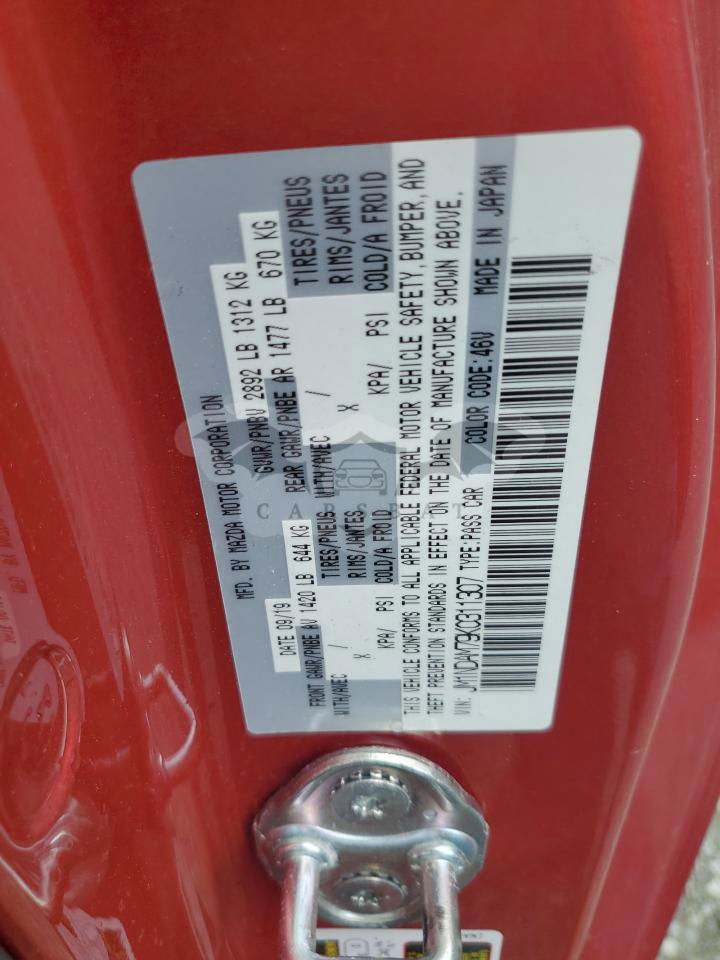 MFD. BY MAZDA MOTOR CORPORATION
DATE 09/19
GVWR/PNBV 2892 LB 1312 KG
FRONT GAWR/PNBE AV 1420 LB 644 KG
REAR GAWR/PNBE AR 1477 LB 670 KG
WITH/AVEC / TIRES/PNEUS WITH/AVEC / TIRES/PNEUS
X RIMS/JANTES X RIMS/JANTES
KPA/ PSI COLD/A FROID KPA/ PSI COLD/A FROID
THIS VEHICLE CONFORMS TO ALL APPLICABLE FEDERAL MOTOR VEHICLE SAFETY, BUMPER, AND
THEFT PREVENTION STANDARDS IN EFFECT ON THE DATE OF MANUFACTURE SHOWN ABOVE.
VIN: JM1NDAM79K0311307 TYPE:PASS CAR COLOR CODE:46V MADE IN JAPAN
CARSBAT